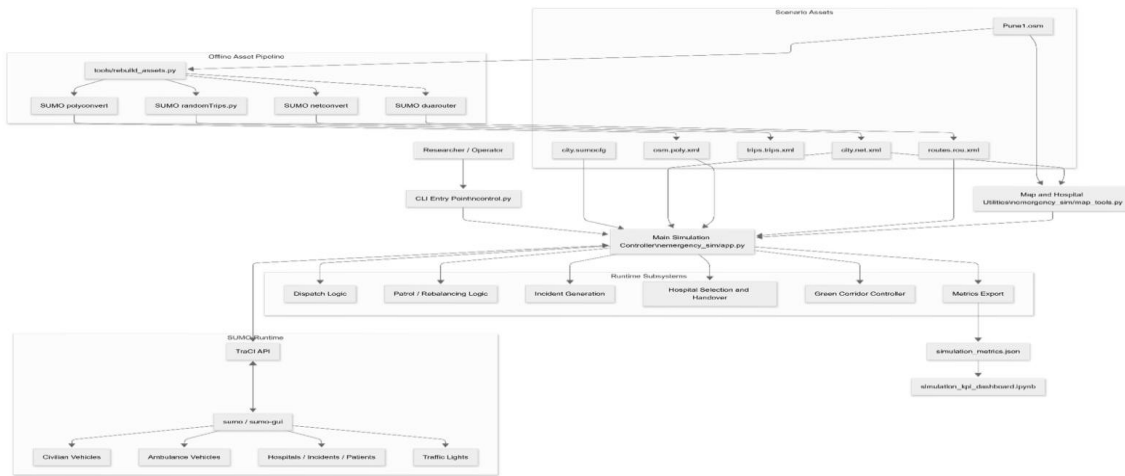 Scenario Assets
Pune1.osm
Offline Asset Pipeline
tools/rebuild_assets.py
SUMO polyconvert
SUMO randomTrips.py
SUMO netconvert
SUMO duarouter
Researcher / Operator
city.sumocfg
osm.poly.xml
trips.trips.xml
city.net.xml
routes.rou.xml
CLI Entry Point\ncontrol.py
Map and Hospital
Utilities\nemergency_sim/map_tools.py
Main Simulation
Controller\nemergency_sim/app.py
Runtime Subsystems
Dispatch Logic
Patrol / Rebalancing Logic
Incident Generation
Hospital Selection and
Handover
Green Corridor Controller
Metrics Export
SUMO Runtime
TraCI API
simulation_metrics.json
simulation_kpi_dashboard.ipynb
sumo / sumo-gui
Civilian Vehicles
Ambulance Vehicles
Hospitals / Incidents / Patients
Traffic Lights